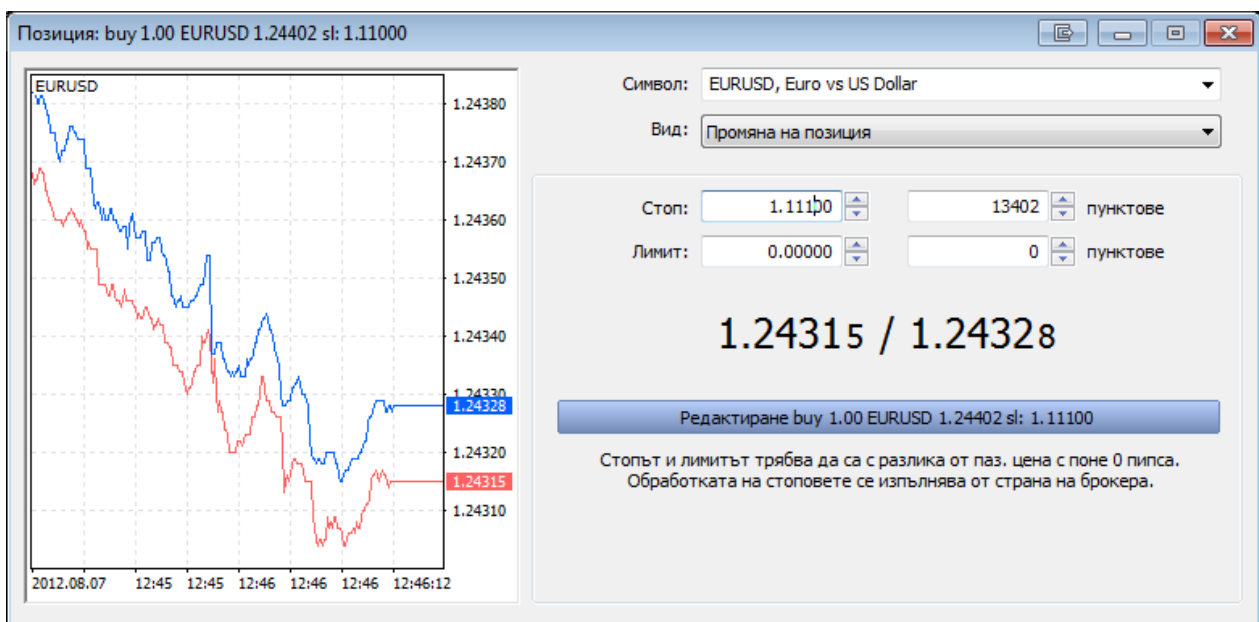 Позиция: buy 1.00 EURUSD 1.24402 sl: 1.11000
EURUSD
1.24380
1.24370
1.24360
1.24350
1.24340
1.24330
1.24328
1.24320
1.24315
1.24310
2012.08.07 12:45 12:45 12:46 12:46 12:46 12:46:12
Символ: EURUSD, Euro vs US Dollar
Вид: Промяна на позиция
Стоп: 1.11100 13402 пунктове
Лимит: 0.00000 0 пунктове
1.24315 / 1.24328
Редактиране buy 1.00 EURUSD 1.24402 sl: 1.11100
Стопът и лимитът трябва да са с разлика от паз. цена с поне 0 пипса.
Обработката на стоповете се изпълнява от страна на брокера.